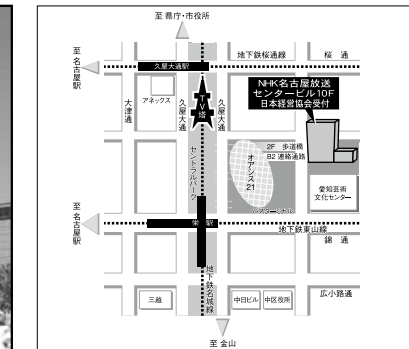 至 県庁・市役所
至 名古屋駅
久屋大通駅
地下鉄桜通線
桜 通
大津通
アネックス
久屋大通
TV塔
久屋大通
NHK名古屋放送
センタービル10F
日本経営協会受付
セントラルパーク
オアシス21
2F 歩道橋
B2 連絡通路
愛知芸術
文化センター
バスターミナル
至 名古屋駅
栄 駅
地下鉄東山線
錦 通
地下鉄名城線
三越
中日ビル
中区役所
広小路通
至 金山